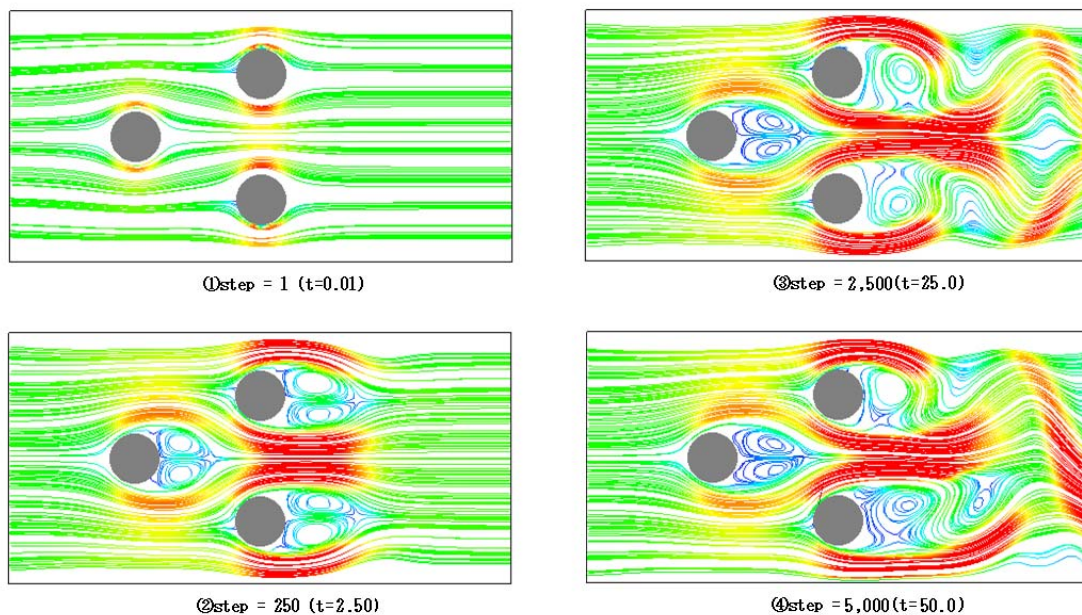 ①step = 1 (t=0.01)
③step = 2,500(t=25.0)
②step = 250 (t=2.50)
④step = 5,000(t=50.0)